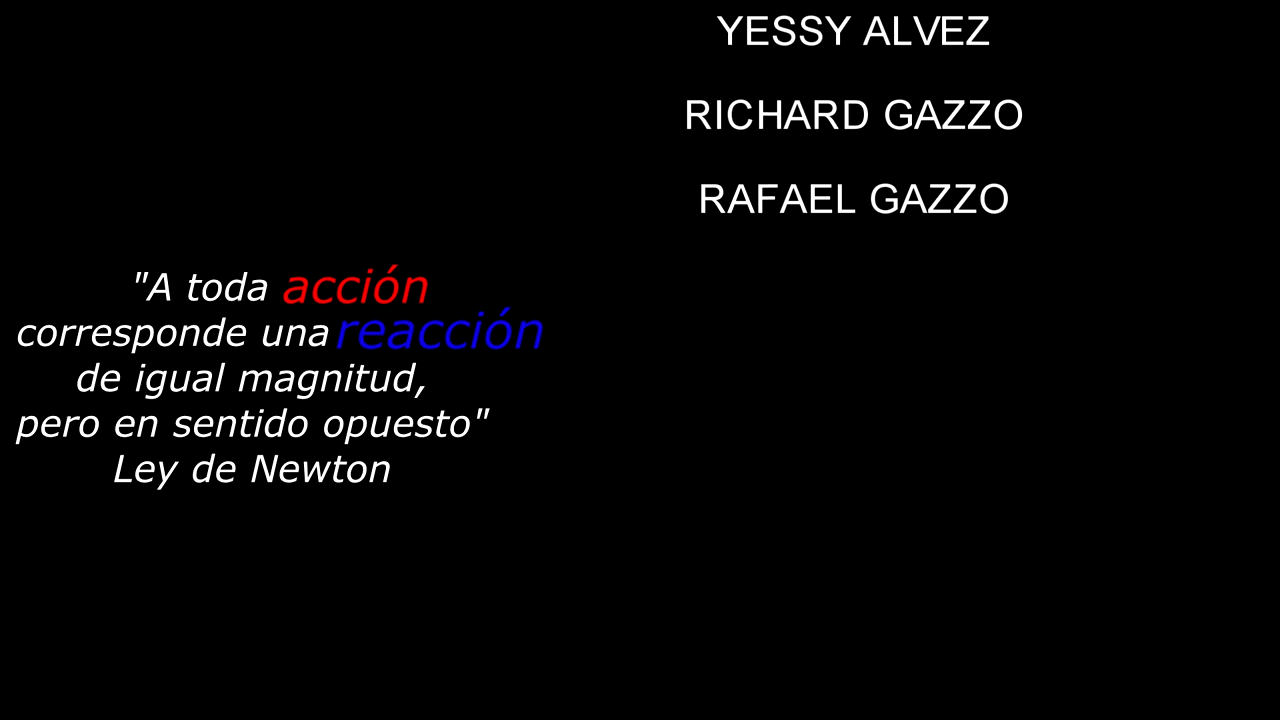 YESSY ALVEZ
RICHARD GAZZO
RAFAEL GAZZO
"A toda acción
corresponde una reacción
de igual magnitud,
pero en sentido opuesto"
Ley de Newton